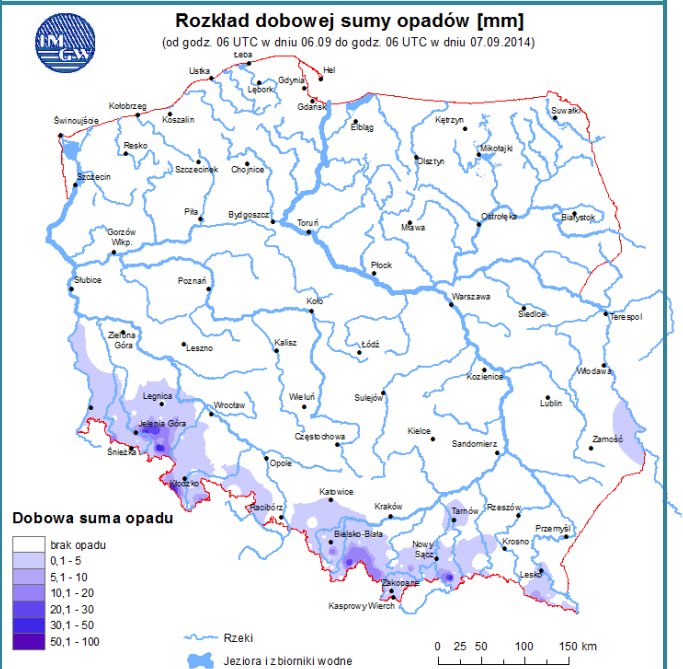 Rozkład dobowej sumy opadów [mm]
(od godz. 06 UTC w dniu 06.09 do godz. 06 UTC w dniu 07.09.2014)
IM
G-W
Łeba
Hel
Ustka
Gdynia
Lębork
Gdańsk
Kołobrzeg
Koszalin
Suwałki
Świnoujście
Elbląg
Kętrzyn
Resko
Mikołajki
Olsztyn
Szczecinek
Chojnice
Szczecin
Piła
Bydgoszcz
Toruń
Mława
Ostrołęka
Białystok
Gorzów
Wlkp.
Płock
Słubice
Poznań
Koło
Warszawa
Siedlce
Terespol
Zielona
Góra
Leszno
Kalisz
Łódź
Kozienice
Włodawa
Legnica
Wrocław
Wieluń
Sulejów
Lublin
Jelenia Góra
Śnieżka
Częstochowa
Kielce
Sandomierz
Zamość
Opole
Kłodzko
Katowice
Racibórz
Kraków
Tarnów
Rzeszów
Przemyśl
Bielsko-Biała
Nowy
Sącz
Krosno
Lesko
Zakopane
Kasprowy Wierch
Dobowa suma opadu
brak opadu
0,1 - 5
5,1 - 10
10,1 - 20
20,1 - 30
30,1 - 50
50,1 - 100
Rzeki
Jeziora i zbiorniki wodne
0 25 50 100 150 km